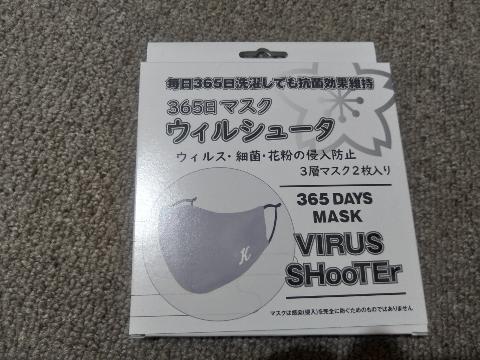 毎日365日洗濯しても抗菌効果維持
365日マスク
ウィルシュータ
ウィルス・細菌・花粉の侵入防止
3層マスク2枚入り
365 DAYS
MASK
VIRUS
SHooTEr
H
マスクは感染(侵入)を完全に防ぐためのものではありません